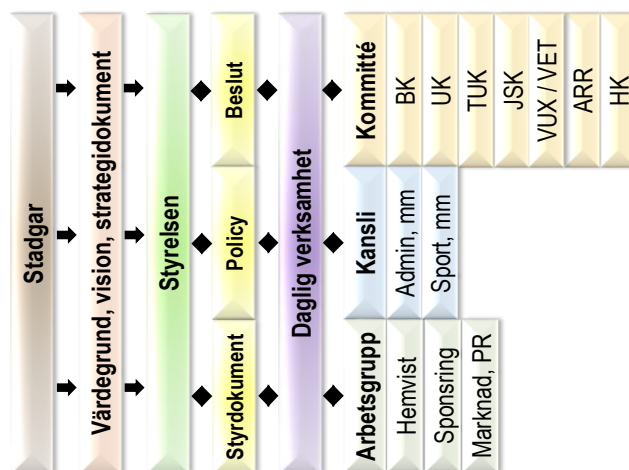 Stadgar
Värdegrund, vision, strategidokument
Styrelsen
Styrdokument
Policy
Beslut
Daglig verksamhet
Arbetsgrupp
Hemvist
Sponsring
Marknad, PR
Kansli
Admin, mm
Sport, mm
Kommitté
BK
UK
TUK
JSK
VUX / VET
ARR
HK